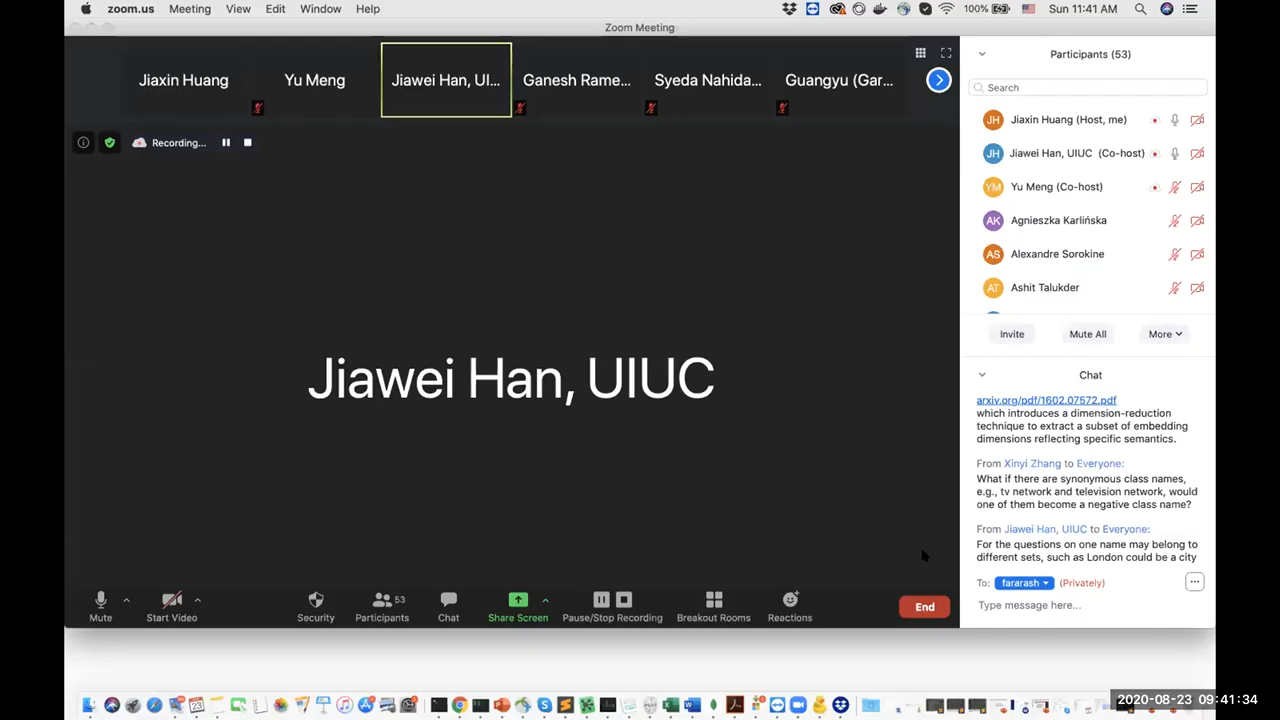 zoom.us Meeting View Edit Window Help 100% Sun 11:41 AM
Zoom Meeting
Jiaxin Huang
Yu Meng
Jiawei Han, UI...
Ganesh Rame...
Syeda Nahida...
Guangyu (Gar...
Recording...
Jiawei Han, UIUC
Participants (53)
Search
JH Jiaxin Huang (Host, me)
JH Jiawei Han, UIUC (Co-host)
YM Yu Meng (Co-host)
AK Agnieszka Karlińska
AS Alexandre Sorokine
AT Ashit Talukder
Invite Mute All More
Chat
arxiv.org/pdf/1602.07572.pdf
which introduces a dimension-reduction
technique to extract a subset of embedding
dimensions reflecting specific semantics.
From Xinyi Zhang to Everyone:
What if there are synonymous class names,
e.g., tv network and television network, would
one of them become a negative class name?
From Jiawei Han, UIUC to Everyone:
For the questions on one name may belong to
different sets, such as London could be a city
To: fararash (Privately)
Type message here...
53
Mute Start Video Security Participants Chat Share Screen Pause/Stop Recording Breakout Rooms Reactions End
2020-08-23 09:41:34